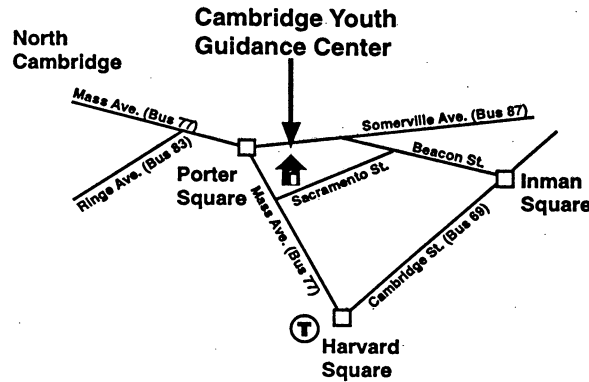 Cambridge Youth
Guidance Center
North
Cambridge
Mass Ave. (Bus 77)
Somerville Ave. (Bus 87)
Ringe Ave. (Bus 83)
Beacon St.
Porter
Square
Sacramento St.
Inman
Square
Mass Ave. (Bus 77)
Cambridge St. (Bus 69)
T
Harvard
Square